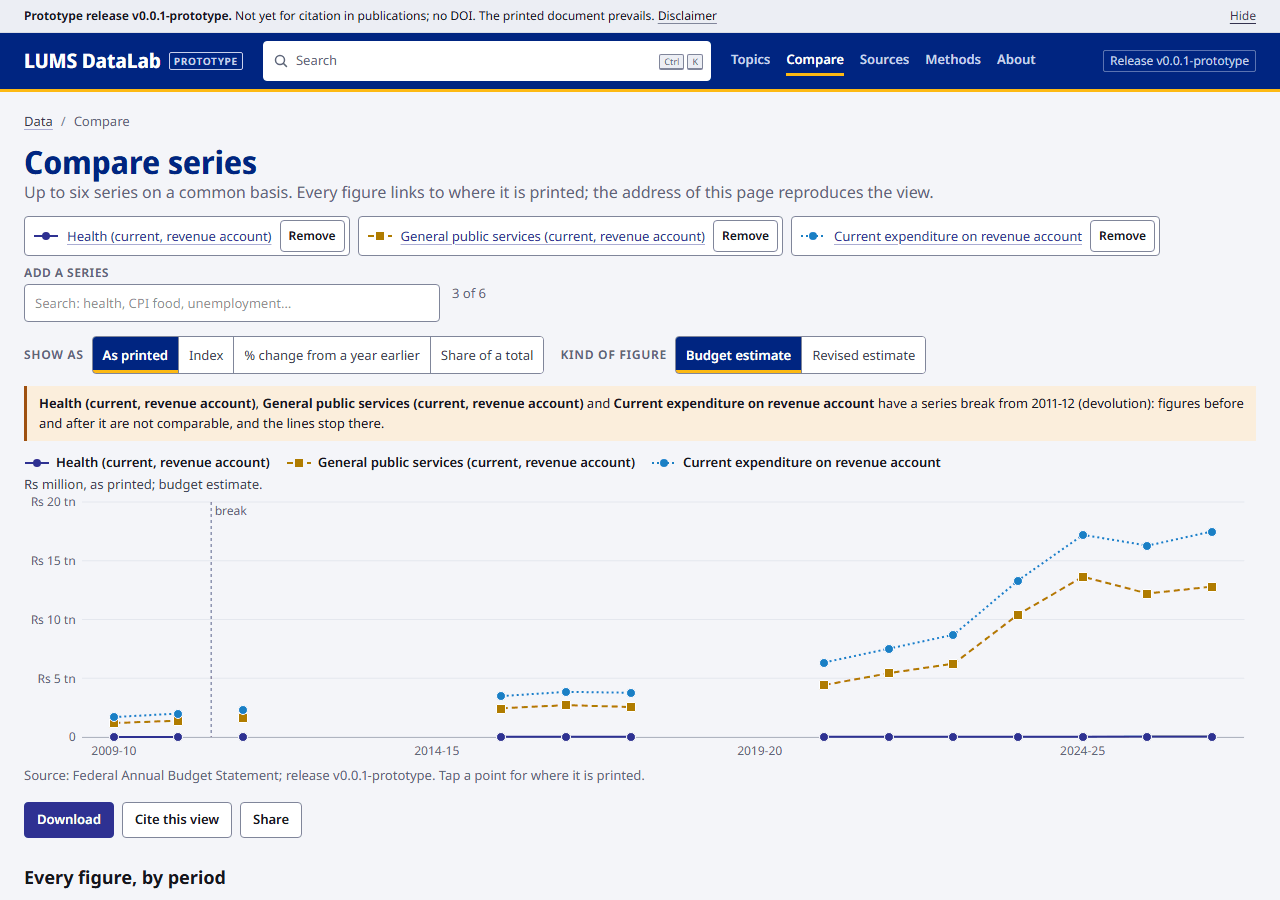 Prototype release v0.0.1-prototype. Not yet for citation in publications; no DOI. The printed document prevails. Disclaimer Hide
LUMS DataLab PROTOTYPE Search Ctrl K Topics Compare Sources Methods About Release v0.0.1-prototype
Data / Compare
Compare series
Up to six series on a common basis. Every figure links to where it is printed; the address of this page reproduces the view.
Health (current, revenue account) Remove General public services (current, revenue account) Remove Current expenditure on revenue account Remove
ADD A SERIES
Search: health, CPI food, unemployment... 3 of 6
SHOW AS As printed Index % change from a year earlier Share of a total KIND OF FIGURE Budget estimate Revised estimate
Health (current, revenue account), General public services (current, revenue account) and Current expenditure on revenue account have a series break from 2011-12 (devolution): figures before
and after it are not comparable, and the lines stop there.
Health (current, revenue account) General public services (current, revenue account) Current expenditure on revenue account
Rs million, as printed; budget estimate.
Rs 20 tn
break
Rs 15 tn
Rs 10 tn
Rs 5 tn
0
2009-10 2014-15 2019-20 2024-25
Source: Federal Annual Budget Statement; release v0.0.1-prototype. Tap a point for where it is printed.
Download Cite this view Share
Every figure, by period